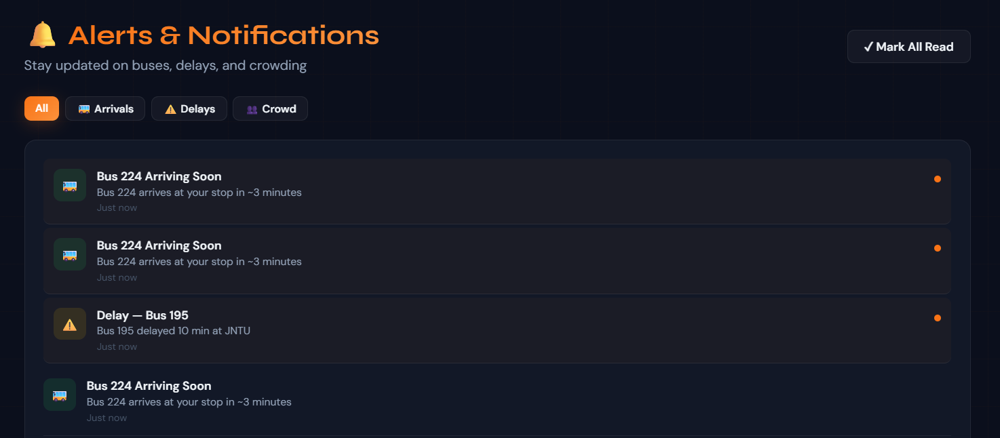 Alerts & Notifications
Stay updated on buses, delays, and crowding
✓ Mark All Read
All
Arrivals
Delays
Crowd
Bus 224 Arriving Soon
Bus 224 arrives at your stop in ~3 minutes
Just now
Bus 224 Arriving Soon
Bus 224 arrives at your stop in ~3 minutes
Just now
Delay — Bus 195
Bus 195 delayed 10 min at JNTU
Just now
Bus 224 Arriving Soon
Bus 224 arrives at your stop in ~3 minutes
Just now